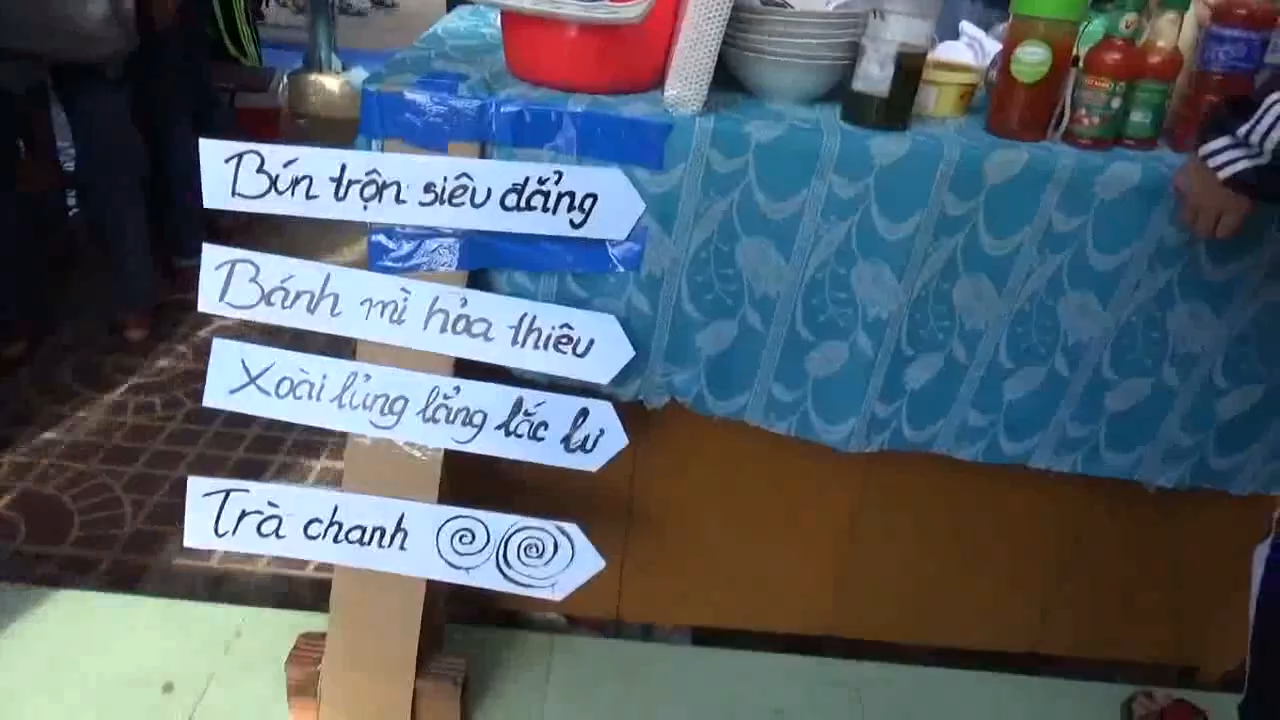 Bún trộn siêu đẳng
Bánh mì hỏa thiêu
Xoài lủng lẳng lắc lư
Trà chanh